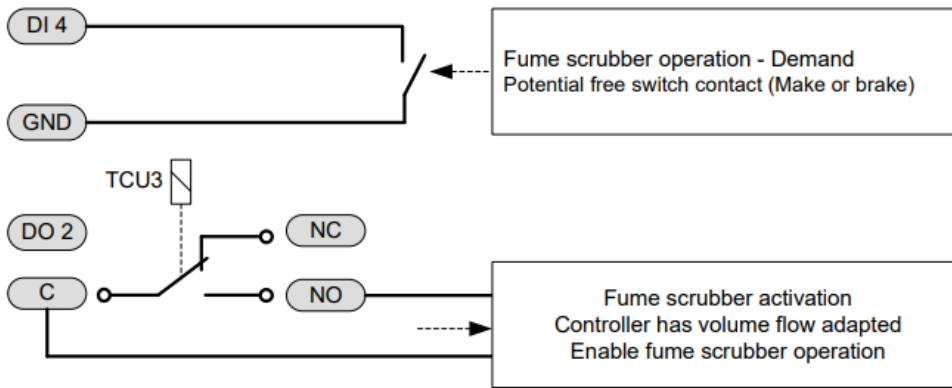 DI 4
Fume scrubber operation - Demand
Potential free switch contact (Make or brake)
GND
TCU3
DO 2
NC
C
NO
Fume scrubber activation
Controller has volume flow adapted
Enable fume scrubber operation